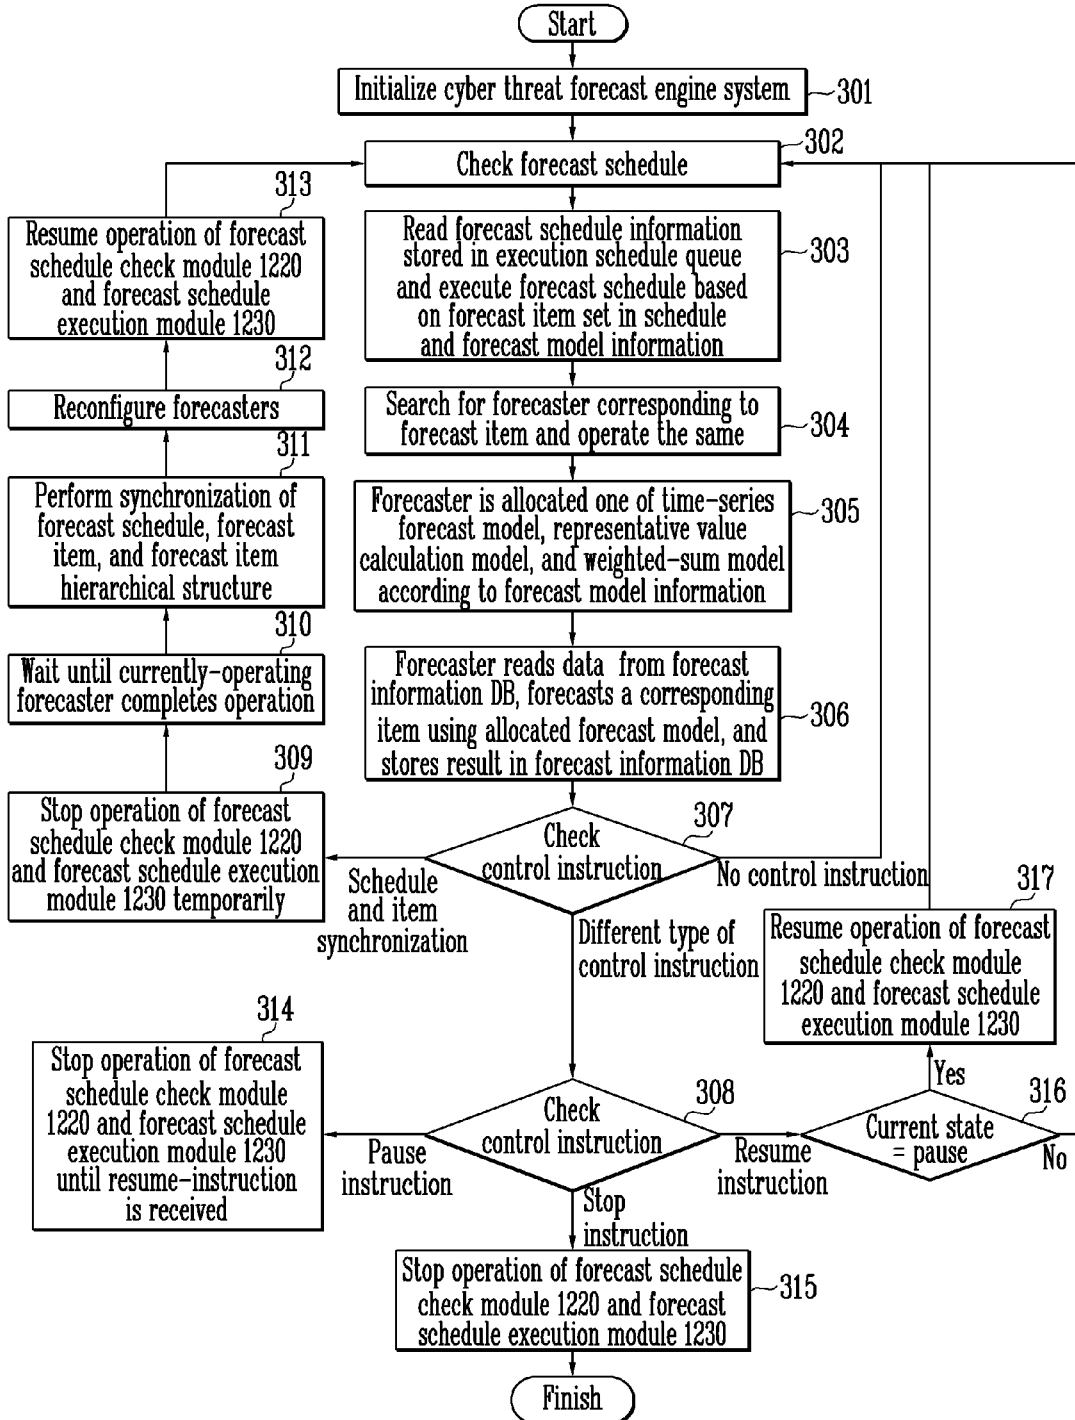 Start
Initialize cyber threat forecast engine system
301
Check forecast schedule
302
Read forecast schedule information
stored in execution schedule queue
and execute forecast schedule based
on forecast item set in schedule
and forecast model information
303
Search for forecaster corresponding to
forecast item and operate the same
304
Forecaster is allocated one of time-series
forecast model, representative value
calculation model, and weighted-sum model
according to forecast model information
305
Forecaster reads data from forecast
information DB, forecasts a corresponding
item using allocated forecast model, and
stores result in forecast information DB
306
Check
control instruction
307
No control instruction
Schedule
and item
synchronization
Different type of
control instruction
309
Stop operation of forecast
schedule check module 1220
and forecast schedule execution
module 1230 temporarily
310
Wait until currently-operating
forecaster completes operation
311
Perform synchronization of
forecast schedule, forecast
item, and forecast item
hierarchical structure
312
Reconfigure forecasters
313
Resume operation of forecast
schedule check module 1220
and forecast schedule
execution module 1230
Check
control instruction
308
Pause
instruction
314
Stop operation of forecast
schedule check module
1220 and forecast schedule
execution module 1230
until resume-instruction
is received
Resume
instruction
Current state
= pause
316
Yes
No
317
Resume operation of forecast
schedule check module
1220 and forecast schedule
execution module 1230
Stop
instruction
Stop operation of forecast schedule
check module 1220 and forecast
schedule execution module 1230
315
Finish